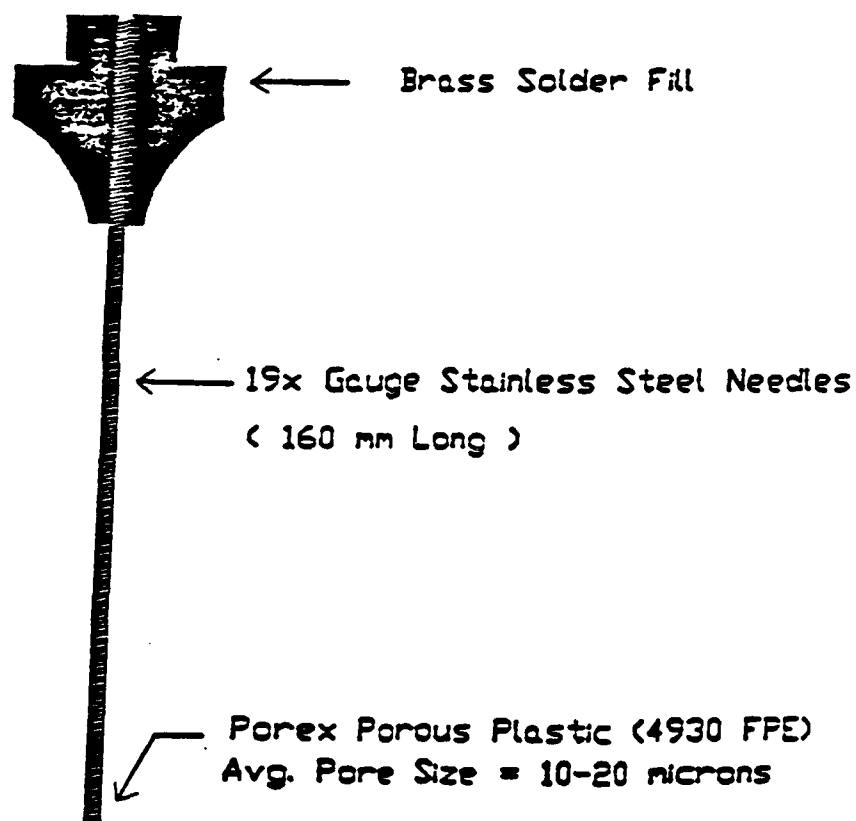 Brass Solder Fill
19x Gauge Stainless Steel Needles
( 160 mm Long )
Porex Porous Plastic (4930 FPE)
Avg. Pore Size = 10-20 microns